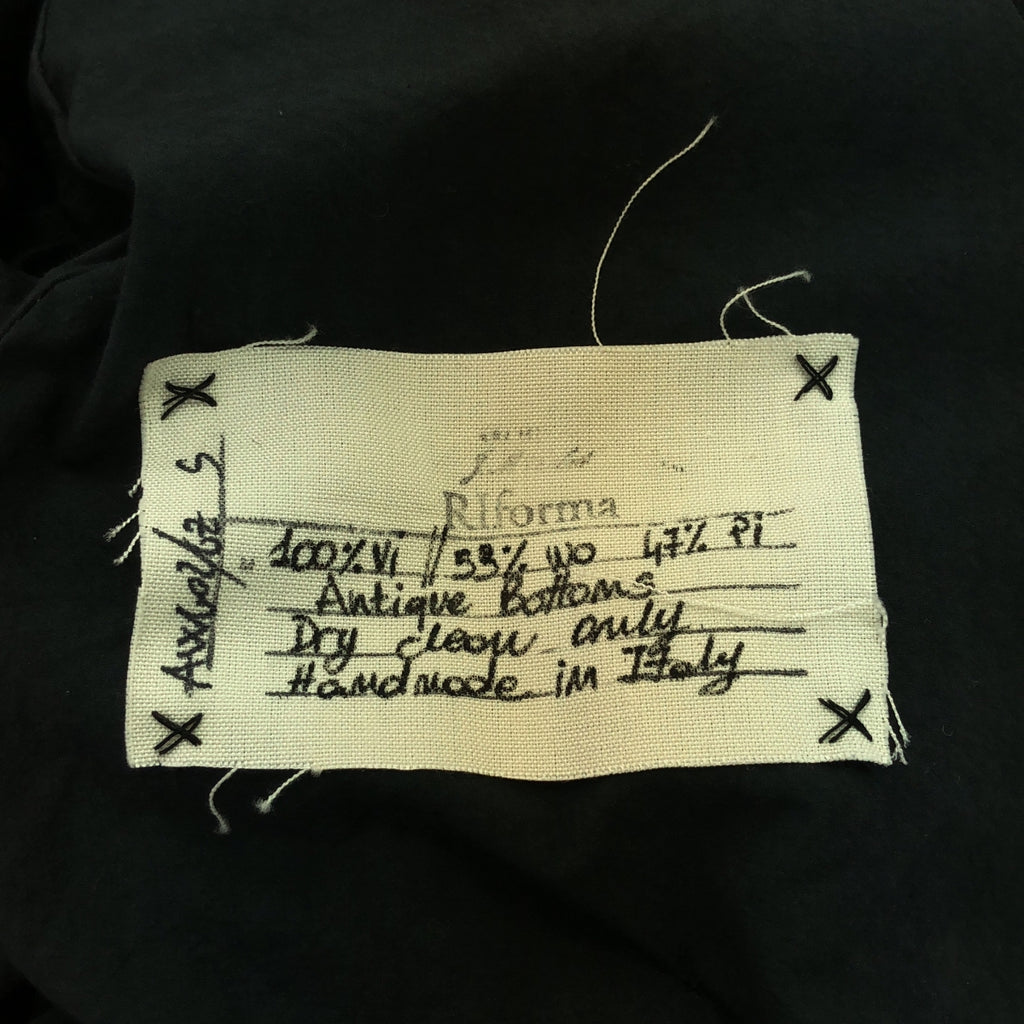 RIforma
100% Vi // 53% WO 47% PI
Antique Bottoms
Dry clean only
Handmade in Italy
S